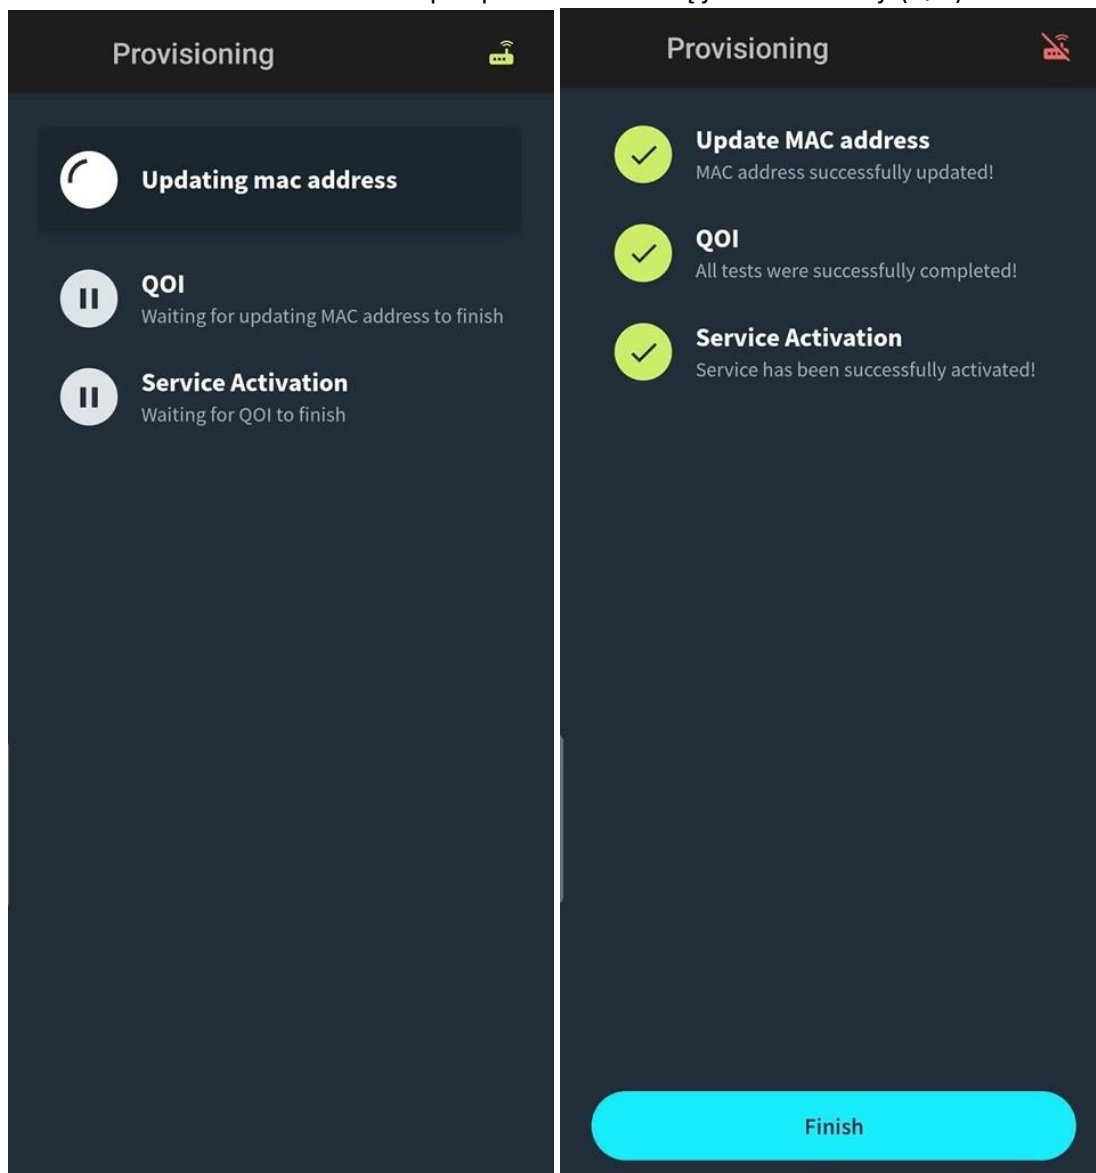 Provisioning
Updating mac address
QOI
Waiting for updating MAC address to finish
Service Activation
Waiting for QOI to finish
Provisioning
Update MAC address
MAC address successfully updated!
QOI
All tests were successfully completed!
Service Activation
Service has been successfully activated!
Finish